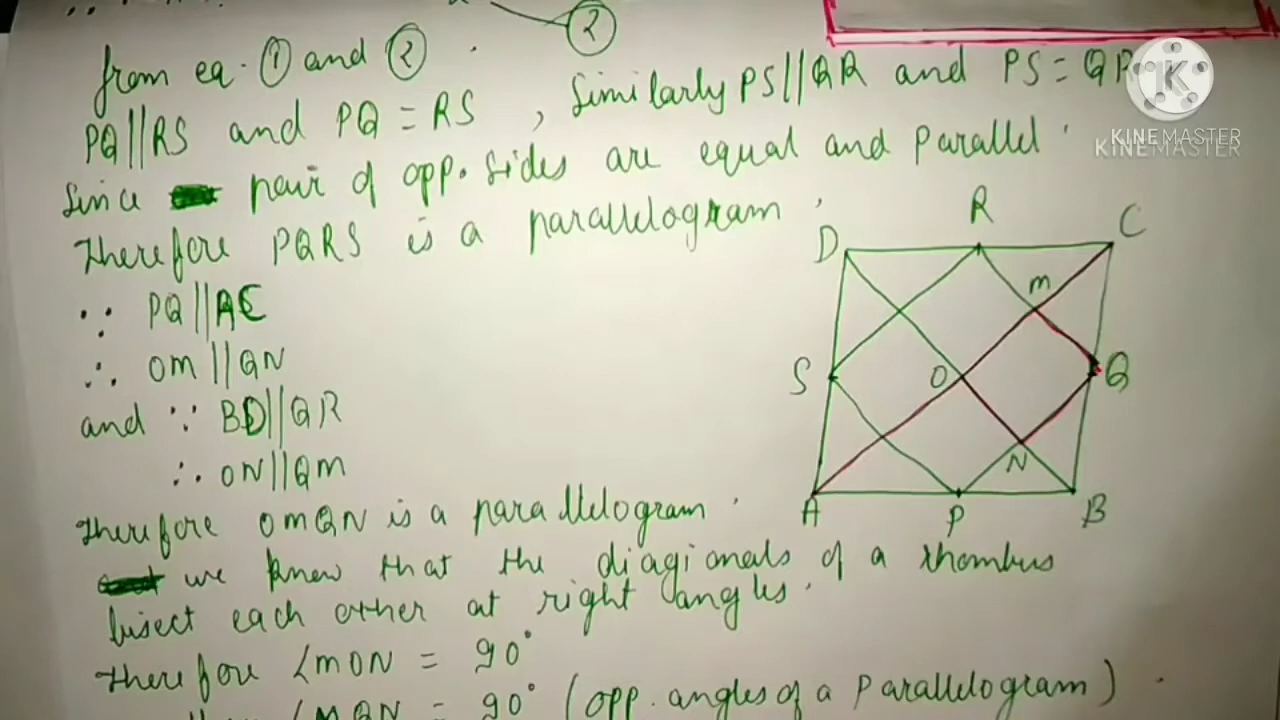 ②
from eq. ① and ② .
PQ||RS and PQ = RS , Similarly PS||QR and PS = QR
KINEMASTER
Since pair of opp. sides are equal and parallel .
Therefore PQRS is a parallelogram .
∵ PQ||AC
∴ OM||QN
and ∵ BD||QR
∴ ON||QM
Therefore OMQN is a parallelogram .
we know that the diagionals of a rhombus
bisect each other at right angles .
Therefore ∠MON = 90°
∠MQN = 90° (opp. angles of a parallelogram) .
D R C
M
S O Q
N
A P B